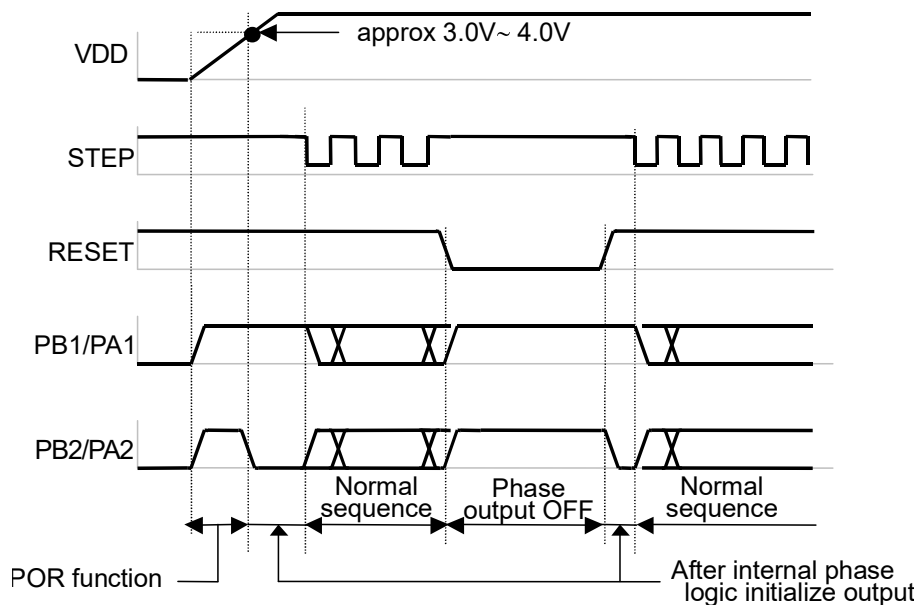 approx 3.0V~ 4.0V
VDD
STEP
RESET
PB1/PA1
PB2/PA2
Normal
sequence
Phase
output OFF
Normal
sequence
POR function
After internal phase
logic initialize output